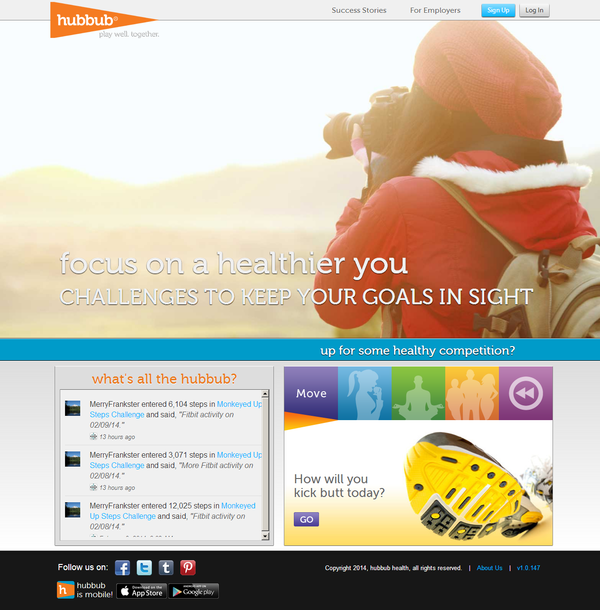 hubbub®
play well. together.
Success Stories
For Employers
Sign Up
Log In
focus on a healthier you
CHALLENGES TO KEEP YOUR GOALS IN SIGHT
up for some healthy competition?
what's all the hubbub?
MerryFrankster entered 6,104 steps in Monkeyed Up
Steps Challenge and said, "Fitbit activity on
02/09/14."
13 hours ago
MerryFrankster entered 3,071 steps in Monkeyed Up
Steps Challenge and said, "More Fitbit activity on
02/08/14."
13 hours ago
MerryFrankster entered 12,025 steps in Monkeyed
Up Steps Challenge and said, "Fitbit activity on
02/08/14."
Move
How will you
kick butt today?
GO
Follow us on:
Copyright 2014, hubbub health, all rights reserved. | About Us | v1.0.147
hubbub
is mobile!
Download on the
App Store
Google play